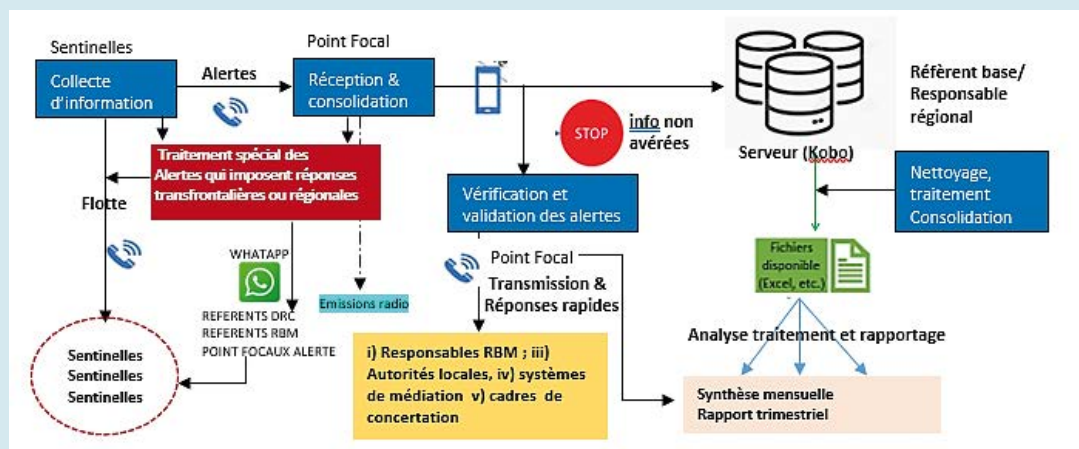 Sentinelles
Collecte
d'information
Alertes
Point Focal
Réception &
consolidation
STOP
info non
avérées
Serveur (Kobo)
Réfèrent base/
Responsable
régional
Nettoyage,
traitement
Consolidation
Traitement spécial des
Alertes qui imposent réponses
transfrontalières ou régionales
Flotte
Vérification et
validation des alertes
WHATAPP
REFERENTS DRC
REFERENTS RBM
POINT FOCAUX ALERTE
Emissions radio
Point Focal
Transmission &
Réponses rapides
Fichiers
disponible
(Excel, etc.)
Analyse traitement et rapportage
Sentinelles
Sentinelles
Sentinelles
i) Responsables RBM ; iii)
Autorités locales, iv) systèmes
de médiation v) cadres de
concertation
Synthèse mensuelle
Rapport trimestriel